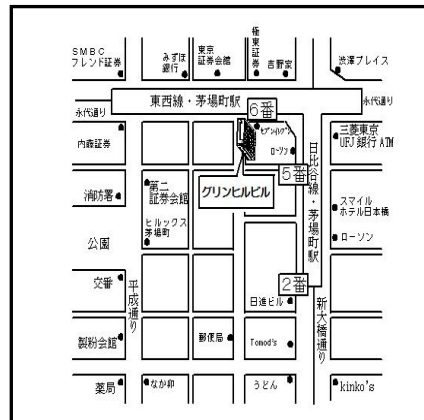 SMBC
フレンド証券
みずほ
銀行
東京
証券会館
極東証券
吉野家
渋澤プレイス
永代通り
東西線・茅場町駅
永代通り
6番
セブンイレブン
ローソン
内藤証券
三菱東京
UFJ銀行ATM
日比谷線・茅場町駅
5番
消防署
第二
証券会館
グリンヒルビル
スマイル
ホテル日本橋
ヒルックス
茅場町
ローソン
公園
交番
2番
日進ビル
平成通り
新大橋通り
製粉会館
郵便局
Tomod's
薬局
なか卯
うどん
kinko's